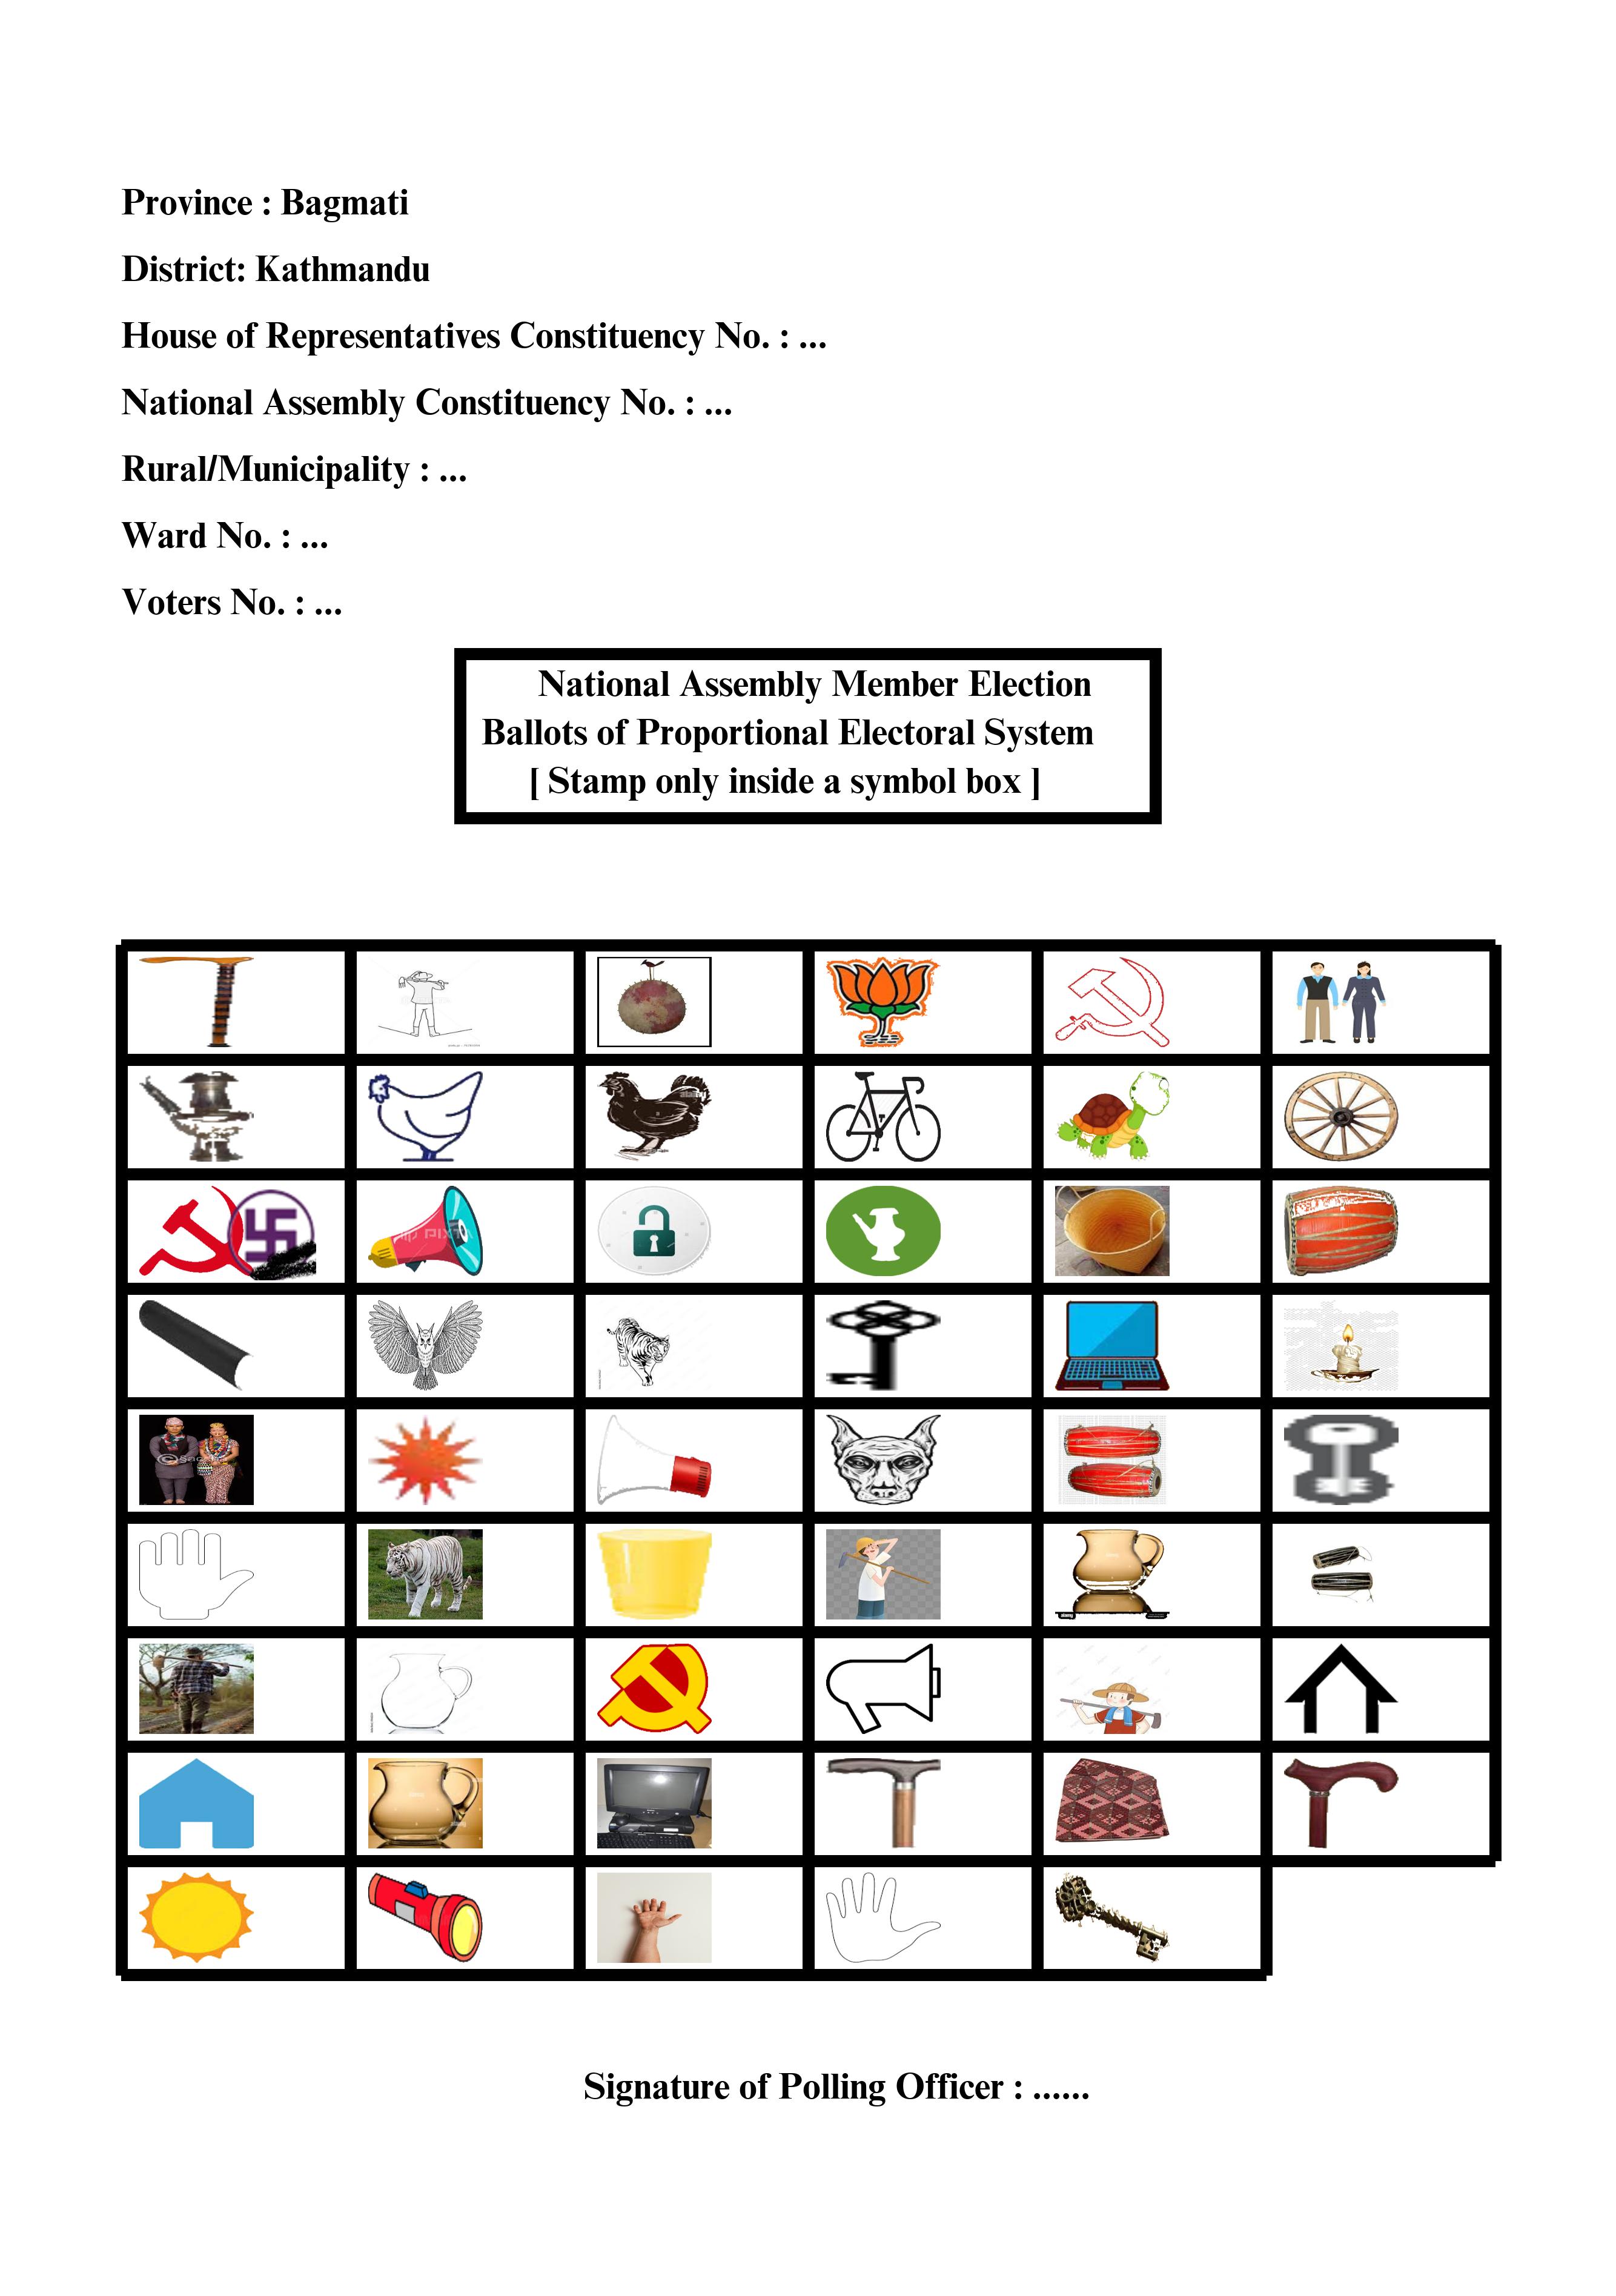 Province : Bagmati
District: Kathmandu
House of Representatives Constituency No. : ...
National Assembly Constituency No. : ...
Rural/Municipality : ...
Ward No. : ...
Voters No. : ...
National Assembly Member Election
Ballots of Proportional Electoral System
[ Stamp only inside a symbol box ]
Signature of Polling Officer : ......